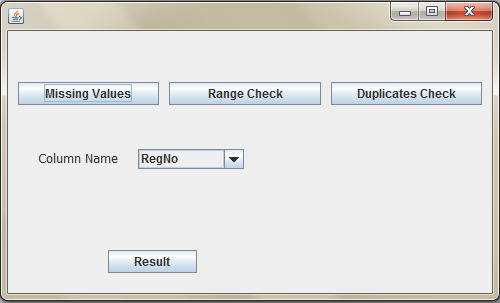 Missing Values Range Check Duplicates Check
Column Name RegNo
Result